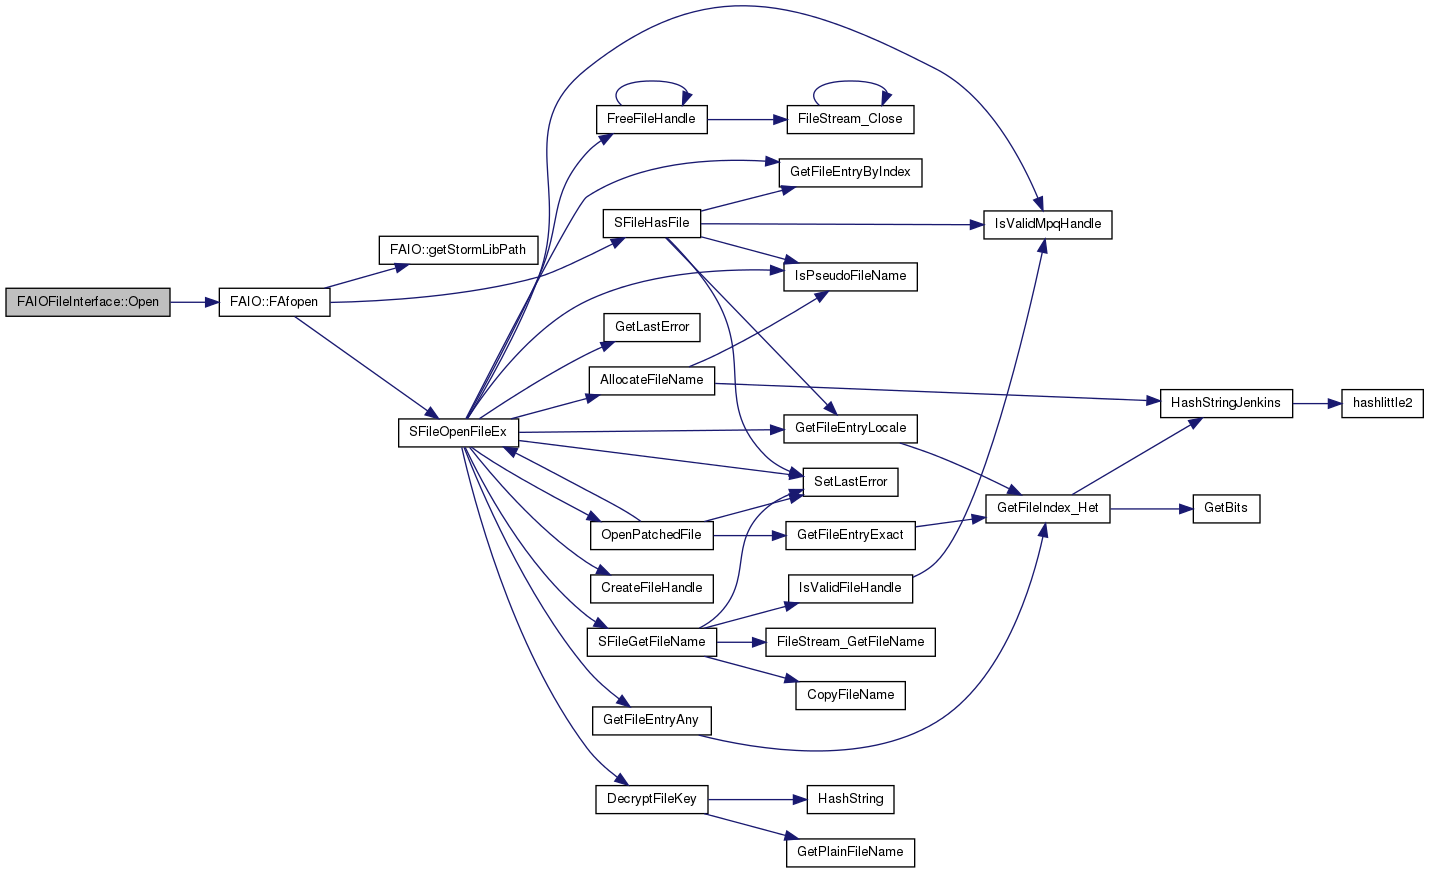 FAIOFileInterface::Open
FAIO::FAfopen
FAIO::getStormLibPath
SFileOpenFileEx
FreeFileHandle
SFileHasFile
GetLastError
AllocateFileName
OpenPatchedFile
CreateFileHandle
SFileGetFileName
GetFileEntryAny
DecryptFileKey
FileStream_Close
GetFileEntryByIndex
IsPseudoFileName
GetFileEntryLocale
SetLastError
GetFileEntryExact
IsValidFileHandle
FileStream_GetFileName
CopyFileName
HashString
GetPlainFileName
IsValidMpqHandle
GetFileIndex_Het
HashStringJenkins
GetBits
hashlittle2